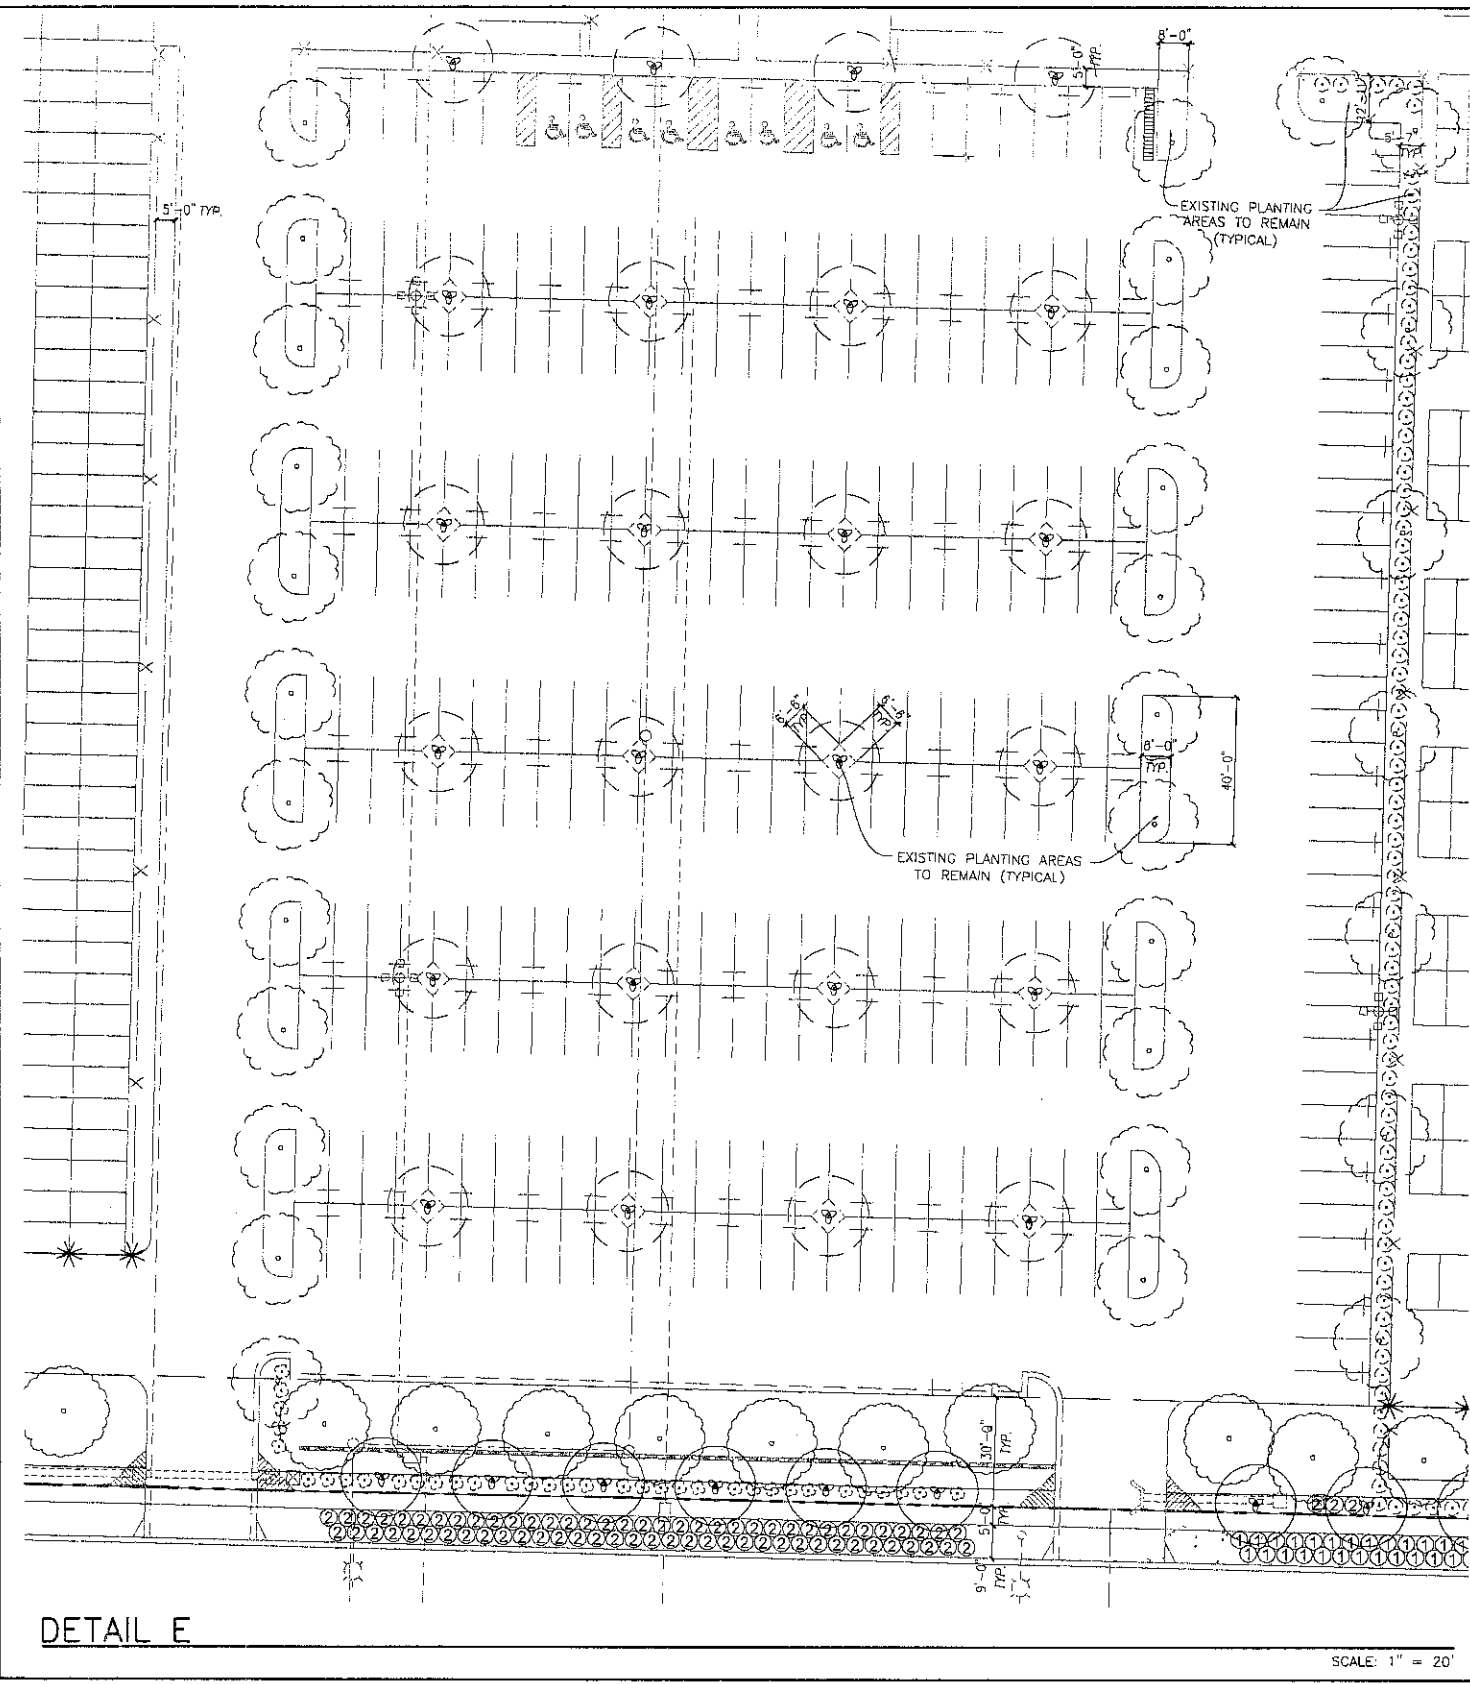 8'-0"
5'-0"
TYP.
5'-0" TYP.
EXISTING PLANTING
AREAS TO REMAIN
(TYPICAL)
6'-6"
TYP.
6'-6"
TYP.
8'-0"
TYP.
40'-0"
EXISTING PLANTING AREAS
TO REMAIN (TYPICAL)
30'-0"
TYP.
5'-0"
TYP.
9'-0"
TYP.
DETAIL E
SCALE: 1" = 20'